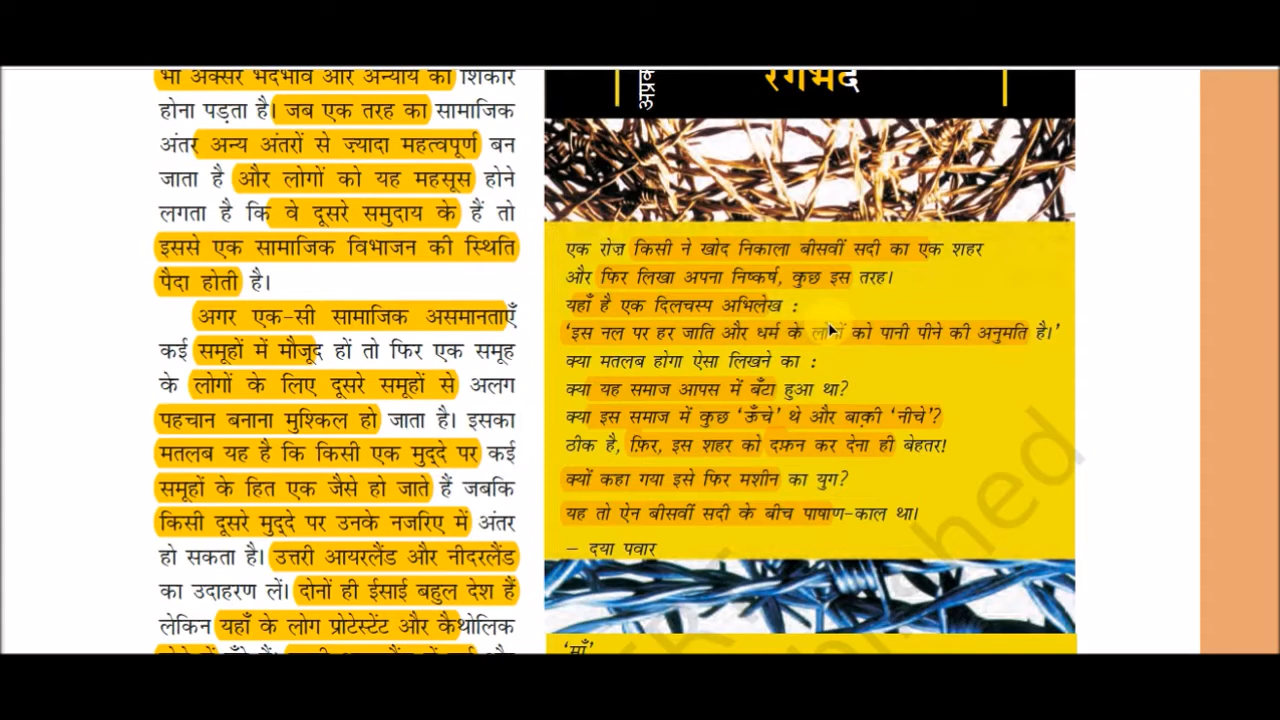 भी अक्सर भेदभाव और अन्याय का शिकार
होना पड़ता है। जब एक तरह का सामाजिक
अंतर अन्य अंतरों से ज़्यादा महत्वपूर्ण बन
जाता है और लोगों को यह महसूस होने
लगता है कि वे दूसरे समुदाय के हैं तो
इससे एक सामाजिक विभाजन की स्थिति
पैदा होती है।
अगर एक-सी सामाजिक असमानताएँ
कई समूहों में मौजूद हों तो फिर एक समूह
के लोगों के लिए दूसरे समूहों से अलग
पहचान बनाना मुश्किल हो जाता है। इसका
मतलब यह है कि किसी एक मुद्दे पर कई
समूहों के हित एक जैसे हो जाते हैं जबकि
किसी दूसरे मुद्दे पर उनके नजरिए में अंतर
हो सकता है। उत्तरी आयरलैंड और नीदरलैंड
का उदाहरण लें। दोनों ही ईसाई बहुल देश हैं
लेकिन यहाँ के लोग प्रोटेस्टेंट और कैथोलिक
रंगभेद
एक रोज़ किसी ने खोद निकाला बीसवीं सदी का एक शहर
और फिर लिखा अपना निष्कर्ष, कुछ इस तरह।
यहाँ है एक दिलचस्प अभिलेख :
‘इस नल पर हर जाति और धर्म के लोगों को पानी पीने की अनुमति है।’
क्या मतलब होगा ऐसा लिखने का :
क्या यह समाज आपस में बँटा हुआ था?
क्या इस समाज में कुछ ‘ऊँचे’ थे और बाक़ी ‘नीचे’?
ठीक है, फ़िर, इस शहर को दफ़न कर देना ही बेहतर!
क्यों कहा गया इसे फिर मशीन का युग?
यह तो ऐन बीसवीं सदी के बीच पाषाण-काल था।
– दया पवार
‘माँ’